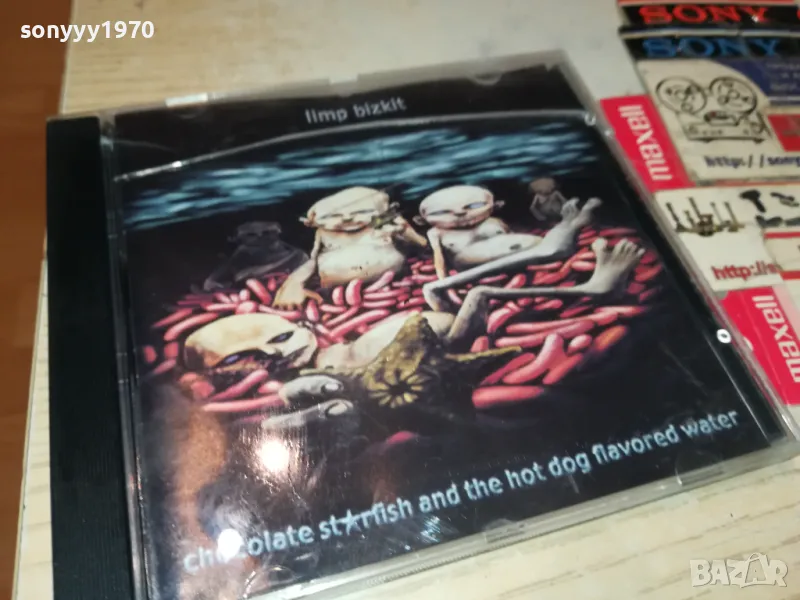 sonyyy1970
limp bizkit
chocolate st★rfish and the hot dog flavored water
SONY
SONY
maxell
http://sony
http://s
maxell
BAZAR